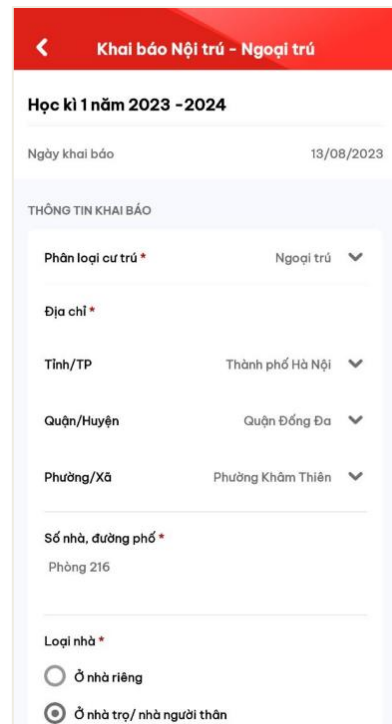 Khai báo Nội trú - Ngoại trú
Học kì 1 năm 2023 -2024
Ngày khai báo 13/08/2023
THÔNG TIN KHAI BÁO
Phân loại cư trú * Ngoại trú
Địa chỉ *
Tỉnh/TP Thành phố Hà Nội
Quận/Huyện Quận Đống Đa
Phường/Xã Phường Khâm Thiên
Số nhà, đường phố *
Phòng 216
Loại nhà *
Ở nhà riêng
Ở nhà trọ/ nhà người thân